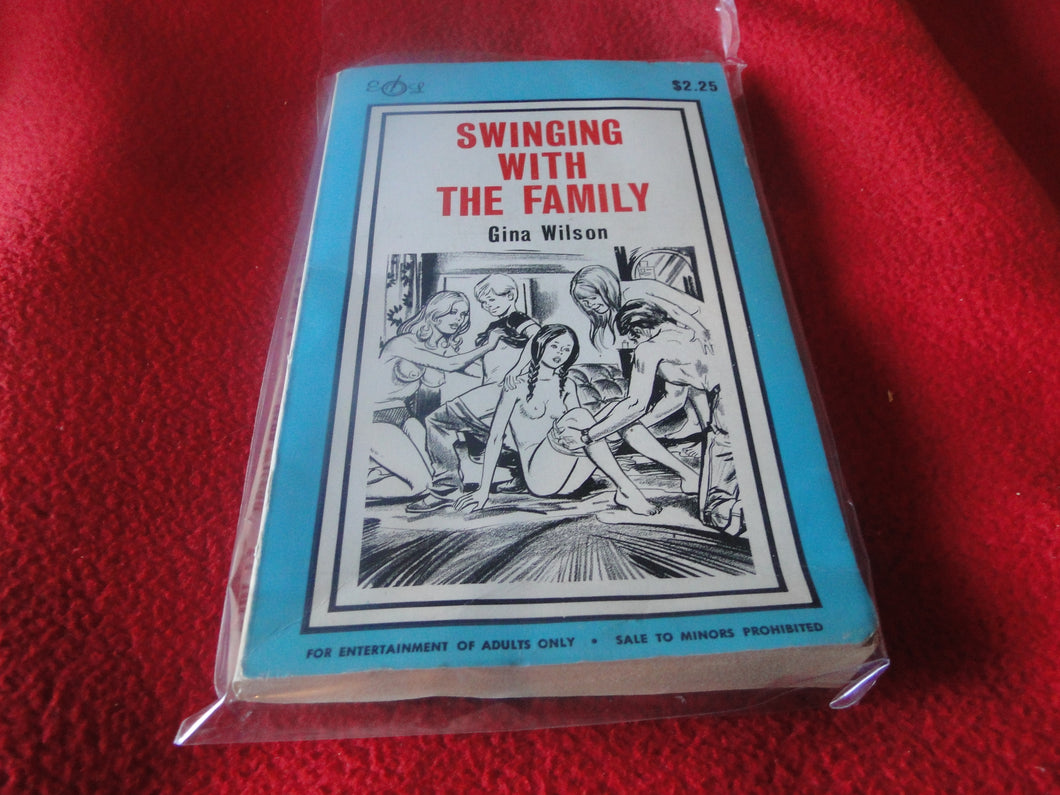 $2.25
SWINGING
WITH
THE FAMILY
Gina Wilson
FOR ENTERTAINMENT OF ADULTS ONLY • SALE TO MINORS PROHIBITED